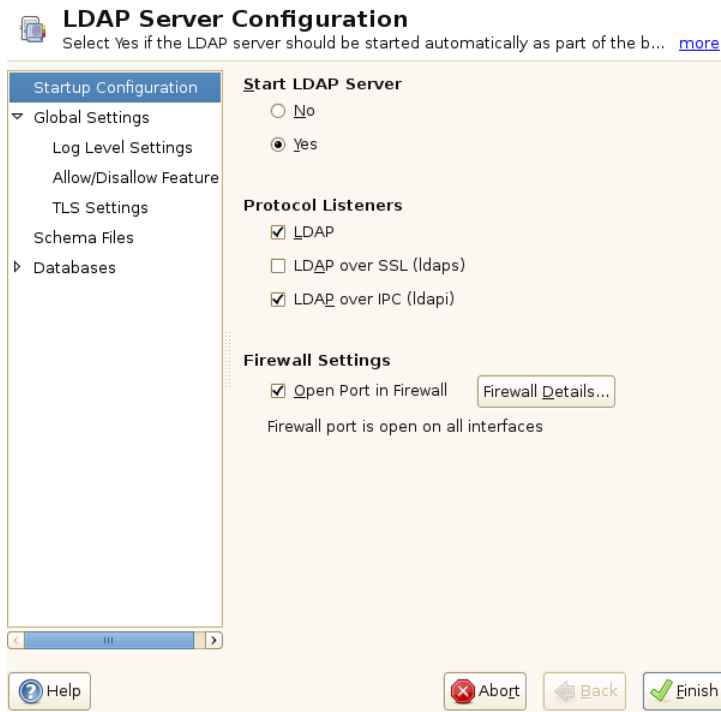 LDAP Server Configuration
Select Yes if the LDAP server should be started automatically as part of the b... more
Startup Configuration
Global Settings
Log Level Settings
Allow/Disallow Feature
TLS Settings
Schema Files
Databases
Start LDAP Server
No
Yes
Protocol Listeners
LDAP
LDAP over SSL (ldaps)
LDAP over IPC (ldapi)
Firewall Settings
Open Port in Firewall Firewall Details...
Firewall port is open on all interfaces
Help Abort Back Finish